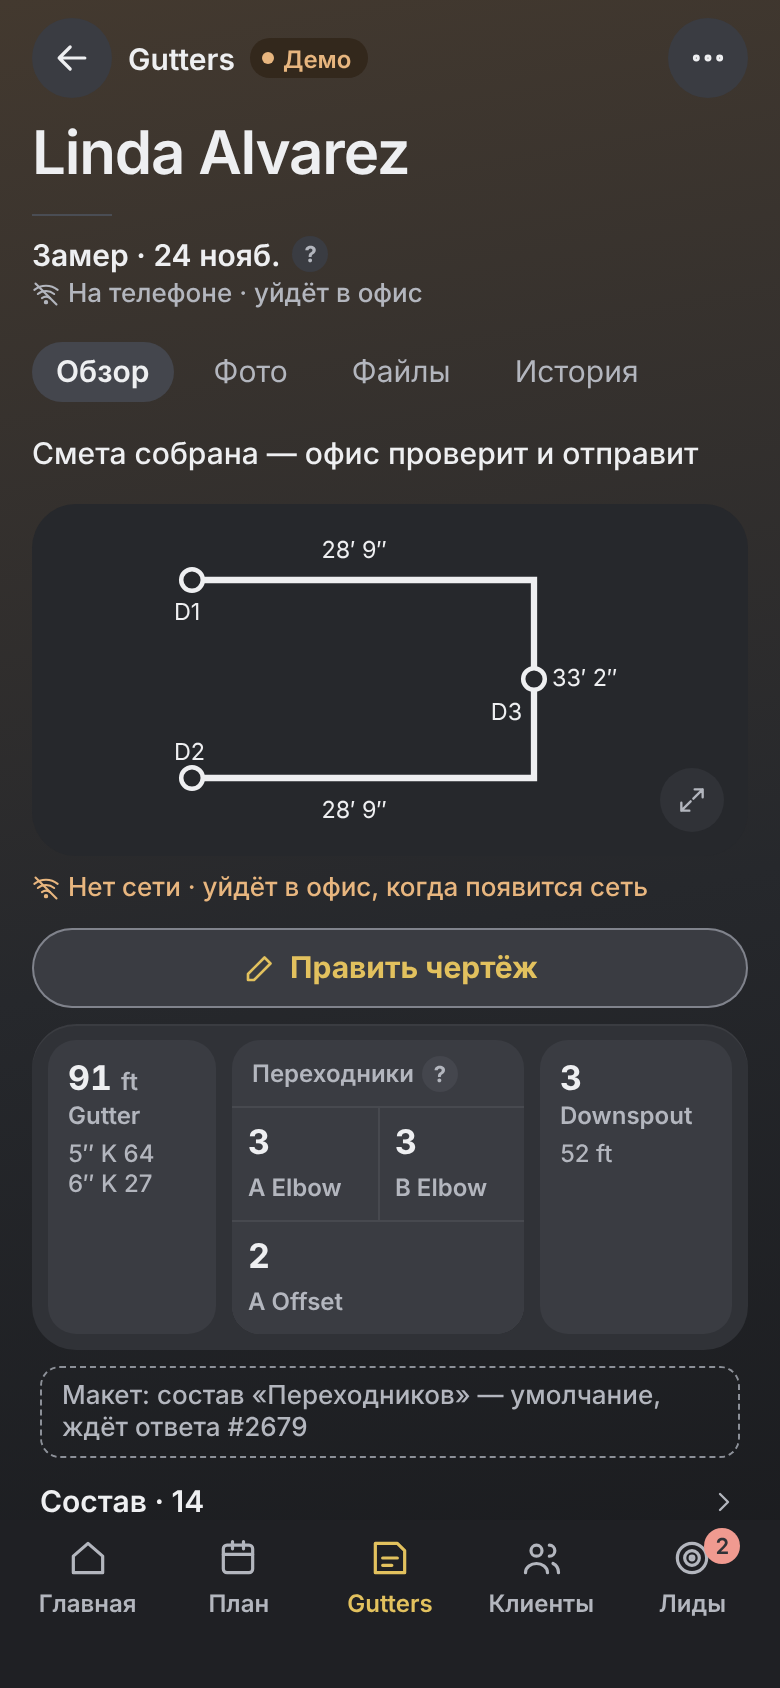 Gutters
Демо
Linda Alvarez
Замер · 24 нояб. ?
На телефоне · уйдёт в офис
Обзор Фото Файлы История
Смета собрана — офис проверит и отправит
28′ 9″
D1
33′ 2″
D3
D2
28′ 9″
Нет сети · уйдёт в офис, когда появится сеть
Править чертёж
91 ft
Gutter
5″ K 64
6″ K 27
Переходники ?
3
A Elbow
3
B Elbow
2
A Offset
3
Downspout
52 ft
Макет: состав «Переходников» — умолчание,
ждёт ответа #2679
Состав · 14
2
Главная План Gutters Клиенты Лиды